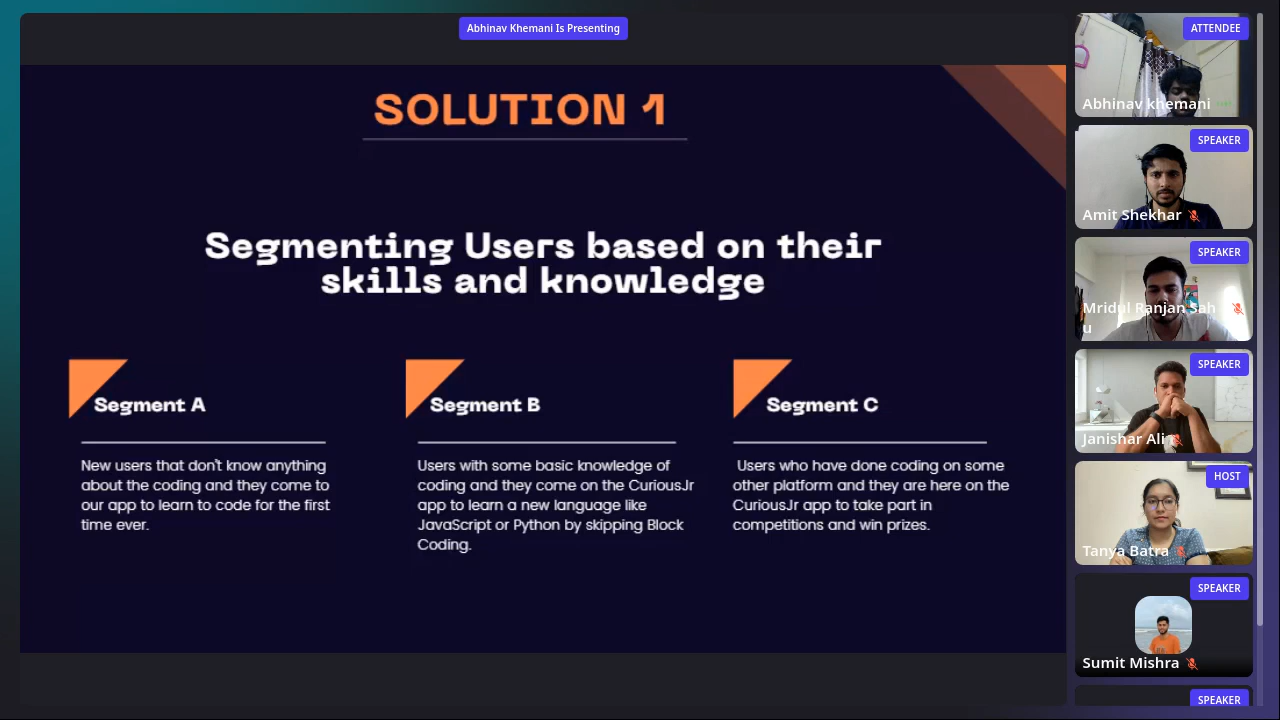 Abhinav Khemani Is Presenting
SOLUTION 1
Segmenting Users based on their
skills and knowledge
Segment A
New users that don't know anything
about the coding and they come to
our app to learn to code for the first
time ever.
Segment B
Users with some basic knowledge of
coding and they come on the CuriousJr
app to learn a new language like
JavaScript or Python by skipping Block
Coding.
Segment C
Users who have done coding on some
other platform and they are here on the
CuriousJr app to take part in
competitions and win prizes.
ATTENDEE
Abhinav khemani
SPEAKER
Amit Shekhar
SPEAKER
Mridul Ranjan Sah
u
SPEAKER
Janishar Ali
HOST
Tanya Batra
SPEAKER
Sumit Mishra
SPEAKER